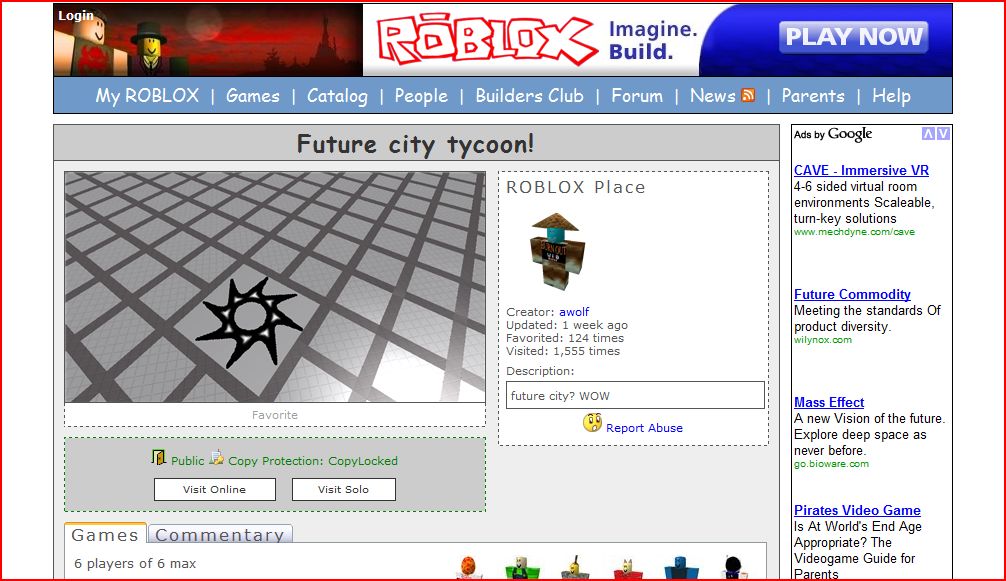 Login
ROBLOX
Imagine.
Build.
PLAY NOW
My ROBLOX | Games | Catalog | People | Builders Club | Forum | News | Parents | Help
Future city tycoon!
Favorite
Public Copy Protection: CopyLocked
Visit Online Visit Solo
Games Commentary
6 players of 6 max
ROBLOX Place
Creator: awolf
Updated: 1 week ago
Favorited: 124 times
Visited: 1,555 times
Description:
future city? WOW
Report Abuse
Ads by Google
CAVE - Immersive VR
4-6 sided virtual room
environments Scaleable,
turn-key solutions
www.mechdyne.com/cave
Future Commodity
Meeting the standards Of
product diversity.
wilynox.com
Mass Effect
A new Vision of the future.
Explore deep space as
never before.
go.bioware.com
Pirates Video Game
Is At World's End Age
Appropriate? The
Videogame Guide for
Parents